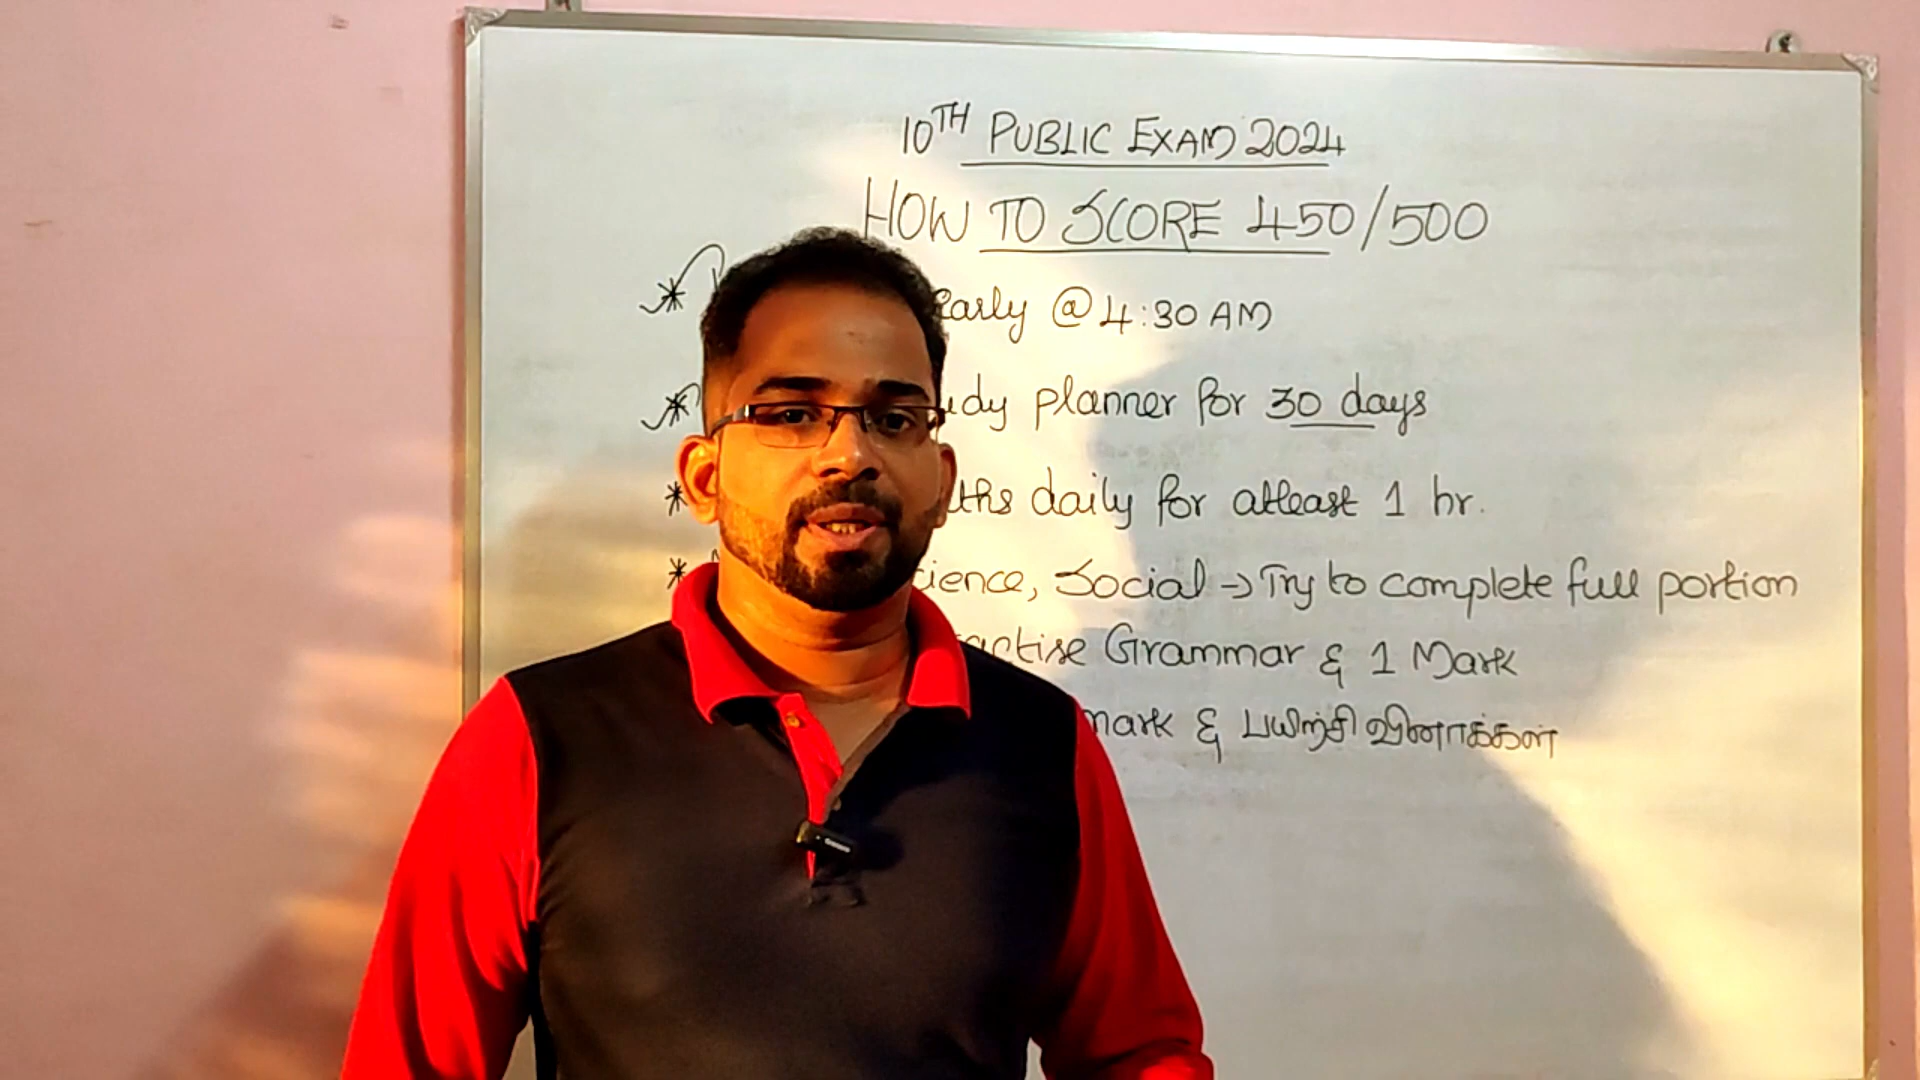 10TH PUBLIC EXAM 2024
HOW TO SCORE 450/500
Early @ 4:30 AM
planner for 30 days
daily for atleast 1 hr.
Social → Try to complete full portion
Grammar & 1 Mark
mark & பயிற்சி வினாக்கள்